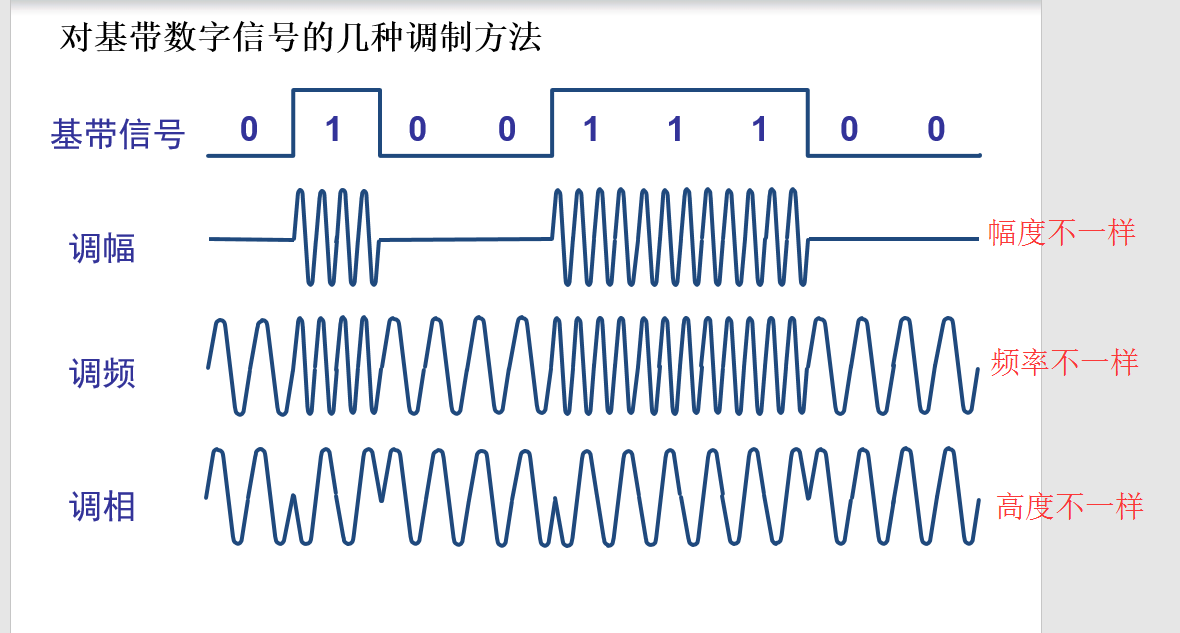 对基带数字信号的几种调制方法
基带信号 0 1 0 0 1 1 1 0 0
调幅 幅度不一样
调频 频率不一样
调相 高度不一样